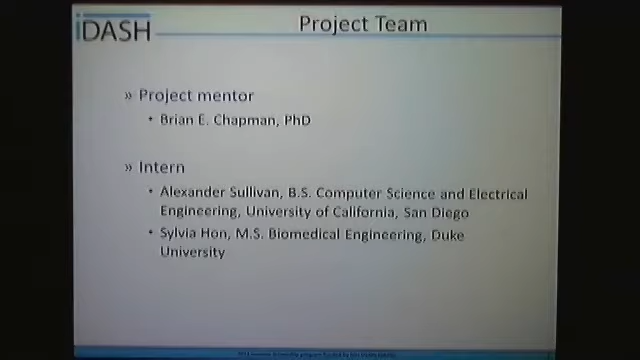 iDASH
Project Team
» Project mentor
• Brian E. Chapman, PhD
» Intern
• Alexander Sullivan, B.S. Computer Science and Electrical
Engineering, University of California, San Diego
• Sylvia Hon, M.S. Biomedical Engineering, Duke
University